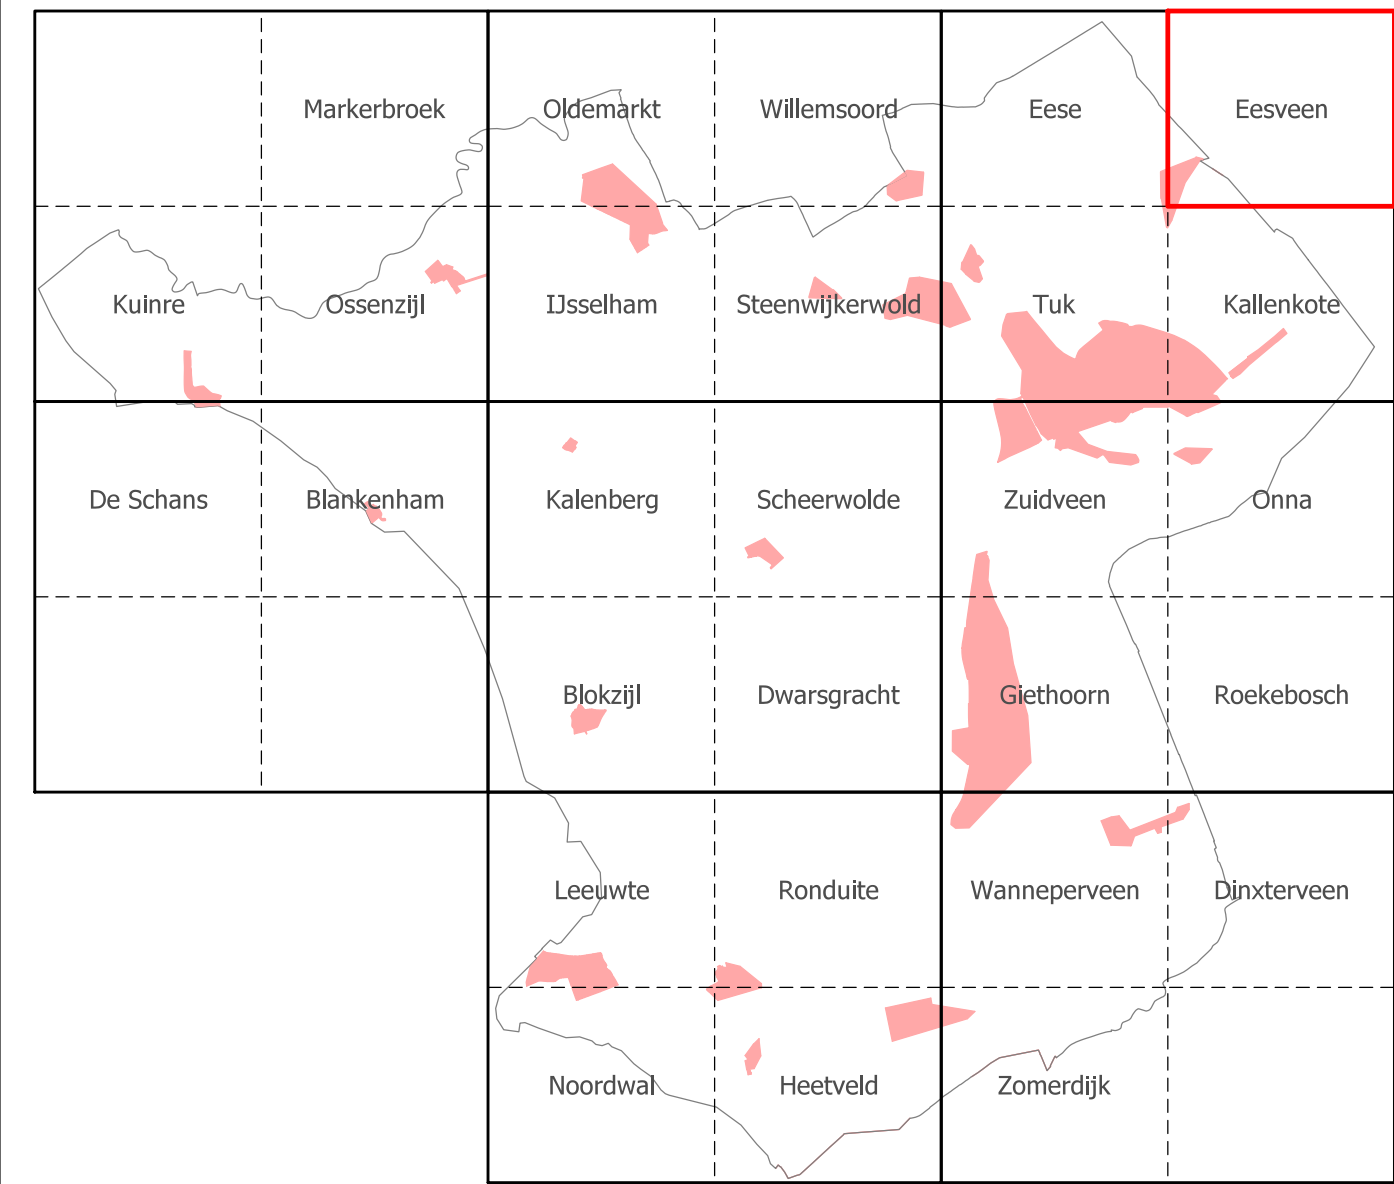 Markerbroek Oldemarkt Willemsoord Eese Eesveen
Kuinre Ossenzijl IJsselham Steenwijkerwold Tuk Kallenkote
De Schans Blankenham Kalenberg Scheerwolde Zuidveen Onna
Blokzijl Dwarsgracht Giethoorn Roekebosch
Leeuwte Ronduite Wanneperveen Dinxterveen
Noordwal Heetveld Zomerdijk